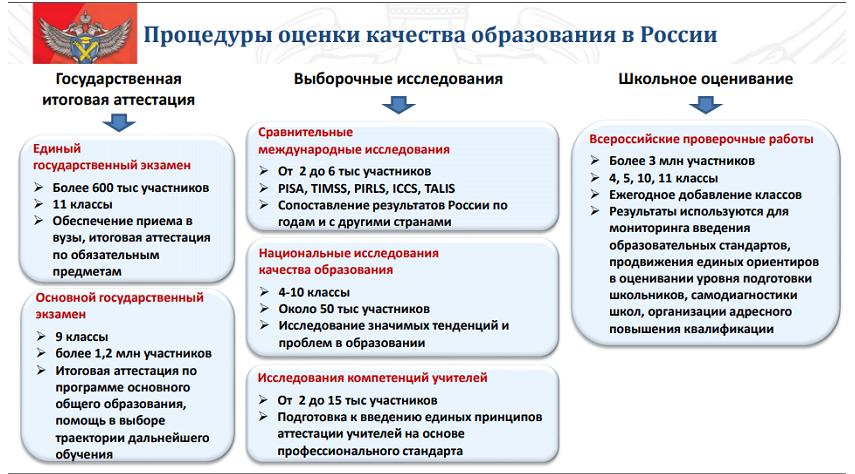 Процедуры оценки качества образования в России
Государственная
итоговая аттестация
Единый
государственный экзамен
➢ Более 600 тыс участников
➢ 11 классы
➢ Обеспечение приема в
вузы, итоговая аттестация
по обязательным
предметам
Основной государственный
экзамен
➢ 9 классы
➢ более 1,2 млн участников
➢ Итоговая аттестация по
программе основного
общего образования,
помощь в выборе
траектории дальнейшего
обучения
Выборочные исследования
Сравнительные
международные исследования
➢ От 2 до 6 тыс участников
➢ PISA, TIMSS, PIRLS, ICCS, TALIS
➢ Сопоставление результатов России по
годам и с другими странами
Национальные исследования
качества образования
➢ 4-10 классы
➢ Около 50 тыс участников
➢ Исследование значимых тенденций и
проблем в образовании
Исследования компетенций учителей
➢ От 2 до 15 тыс участников
➢ Подготовка к введению единых принципов
аттестации учителей на основе
профессионального стандарта
Школьное оценивание
Всероссийские проверочные работы
➢ Более 3 млн участников
➢ 4, 5, 10, 11 классы
➢ Ежегодное добавление классов
➢ Результаты используются для
мониторинга введения
образовательных стандартов,
продвижения единых ориентиров
в оценивании уровня подготовки
школьников, самодиагностики
школ, организации адресного
повышения квалификации